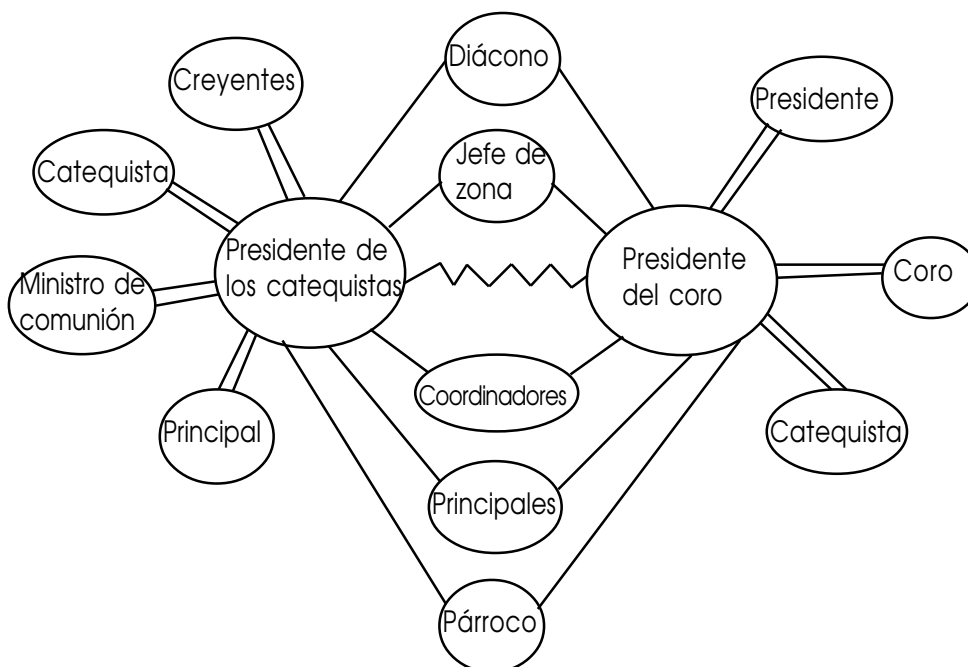 Diácono
Creyentes
Presidente
Jefe de
zona
Catequista
Presidente de
los catequistas
Presidente
del coro
Coro
Ministro de
comunión
Coordinadores
Principal
Catequista
Principales
Párroco